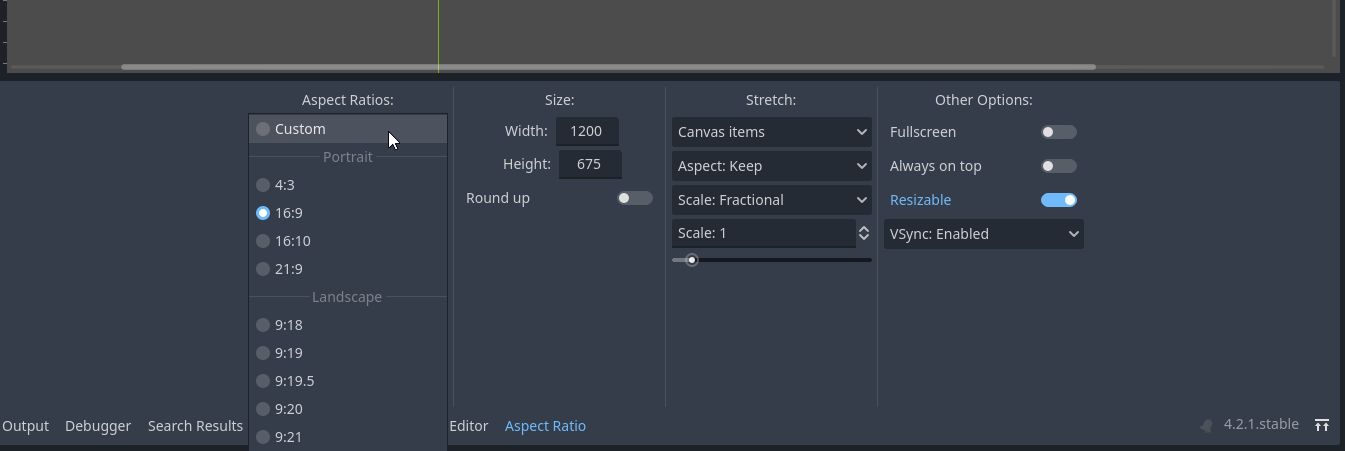 Aspect Ratios:
Custom
Portrait
4:3
16:9
16:10
21:9
Landscape
9:18
9:19
9:19.5
9:20
9:21
Size:
Width: 1200
Height: 675
Round up
Stretch:
Canvas items
Aspect: Keep
Scale: Fractional
Scale: 1
Other Options:
Fullscreen
Always on top
Resizable
VSync: Enabled
Output Debugger Search Results Editor Aspect Ratio 4.2.1.stable